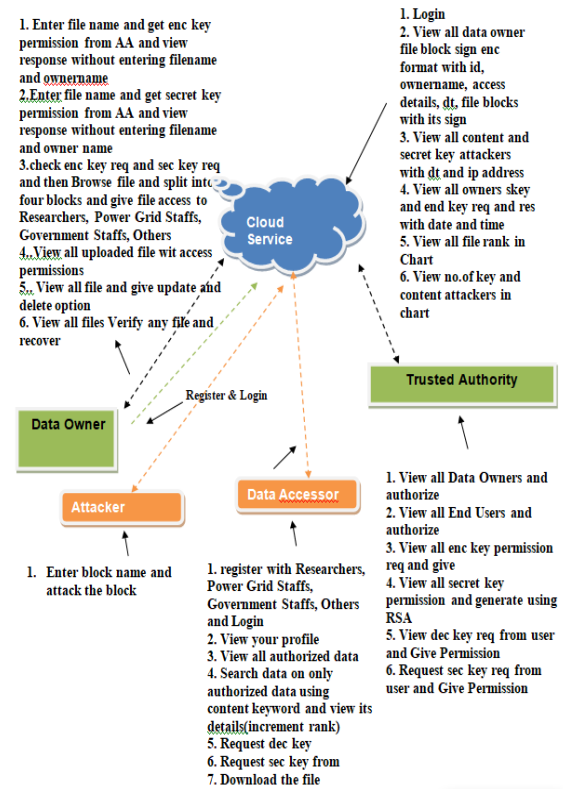 1. Enter file name and get enc key
permission from AA and view
response without entering filename
and ownername
2.Enter file name and get secret key
permission from AA and view
response without entering filename
and owner name
3.check enc key req and sec key req
and then Browse file and split into
four blocks and give file access to
Researchers, Power Grid Staffs,
Government Staffs, Others
4..View all uploaded file wit access
permissions
5.. View all file and give update and
delete option
6. View all files Verify any file and
recover
1. Login
2. View all data owner
file block sign enc
format with id,
ownername, access
details, dt, file blocks
with its sign
3. View all content and
secret key attackers
with dt and ip address
4. View all owners skey
and end key req and res
with date and time
5. View all file rank in
Chart
6. View no.of key and
content attackers in
chart
Cloud
Service
Trusted Authority
Register & Login
Data Owner
Attacker
Data Accessor
1. Enter block name and
attack the block
1. register with Researchers,
Power Grid Staffs,
Government Staffs, Others
and Login
2. View your profile
3. View all authorized data
4. Search data on only
authorized data using
content keyword and view its
details(increment rank)
5. Request dec key
6. Request sec key from
7. Download the file
1. View all Data Owners and
authorize
2. View all End Users and
authorize
3. View all enc key permission
req and give
4. View all secret key
permission and generate using
RSA
5. View dec key req from user
and Give Permission
6. Request sec key req from
user and Give Permission